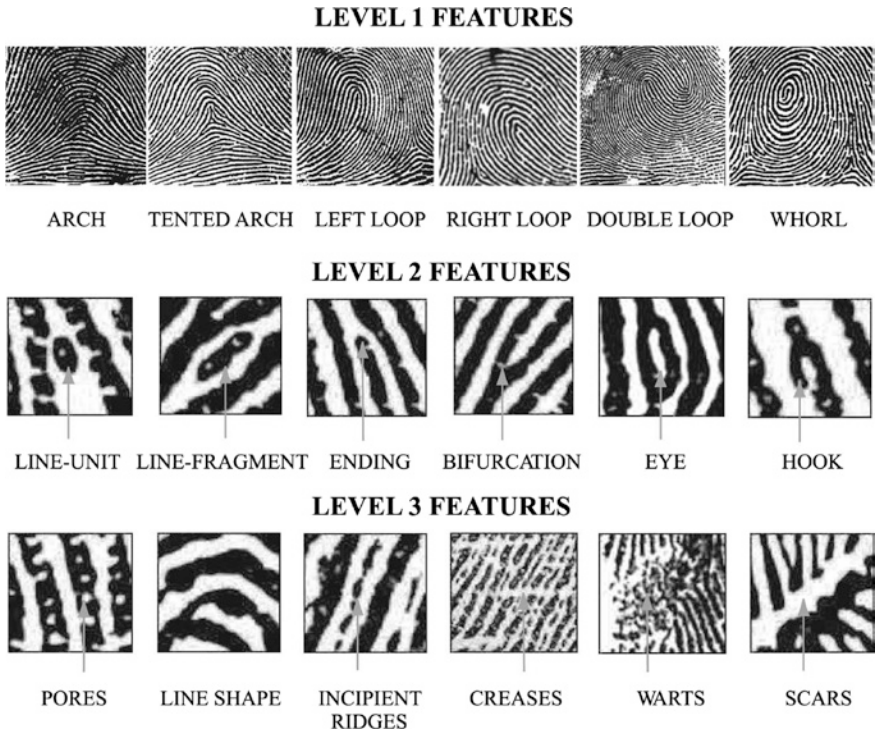 LEVEL 1 FEATURES
ARCH TENTED ARCH LEFT LOOP RIGHT LOOP DOUBLE LOOP WHORL
LEVEL 2 FEATURES
LINE-UNIT LINE-FRAGMENT ENDING BIFURCATION EYE HOOK
LEVEL 3 FEATURES
PORES LINE SHAPE INCIPIENT CREASES WARTS SCARS
RIDGES